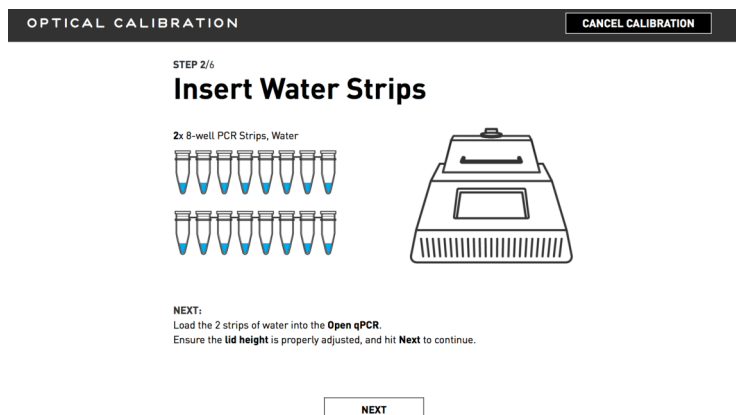 OPTICAL CALIBRATION
CANCEL CALIBRATION
STEP 2/6
Insert Water Strips
2x 8-well PCR Strips, Water
NEXT:
Load the 2 strips of water into the Open qPCR.
Ensure the lid height is properly adjusted, and hit Next to continue.
NEXT